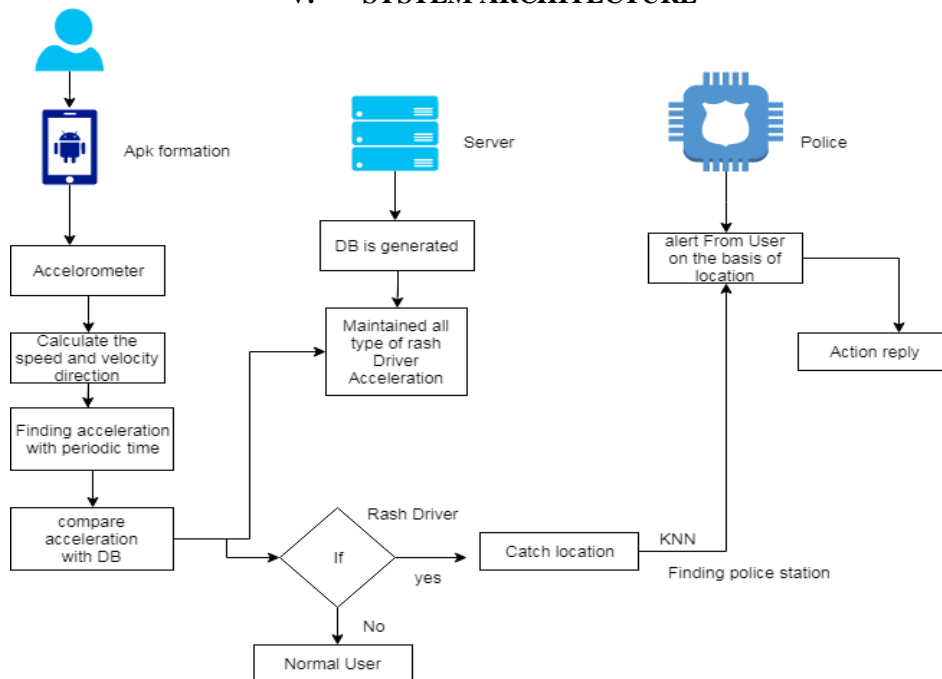 V. SYSTEM ARCHITECTURE
Apk formation
Server
Police
Accelorometer
Calculate the
speed and velocity
direction
Finding acceleration
with periodic time
compare
acceleration
with DB
DB is generated
Maintained all
type of rash
Driver
Acceleration
alert From User
on the basis of
location
Action reply
Rash Driver
If
yes
No
Normal User
Catch location
KNN
Finding police station